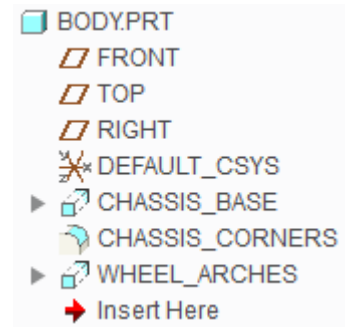 BODY.PRT
FRONT
TOP
RIGHT
DEFAULT_CSYS
CHASSIS_BASE
CHASSIS_CORNERS
WHEEL_ARCHES
Insert Here